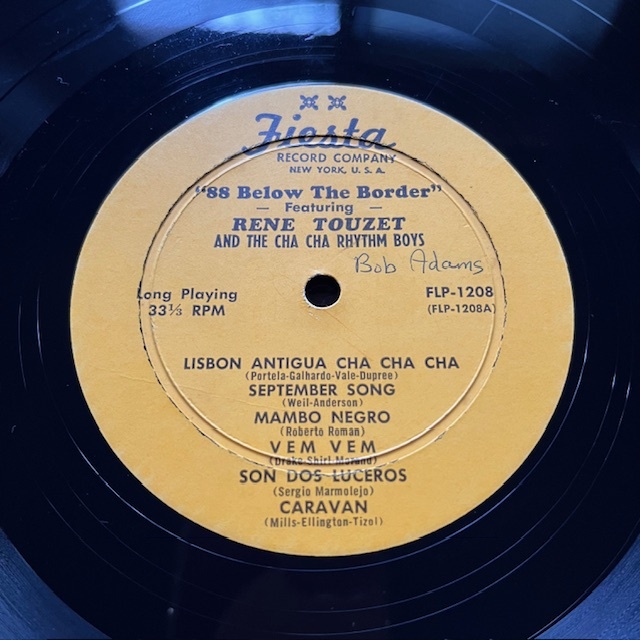 Fiesta
RECORD COMPANY
NEW YORK, U. S. A.
"88 Below The Border"
— Featuring —
RENE TOUZET
AND THE CHA CHA RHYTHM BOYS
Bob Adams
Long Playing
33⅓ RPM
FLP-1208
(FLP-1208A)
LISBON ANTIGUA CHA CHA CHA
(Portela-Galhardo-Vale-Dupree)
SEPTEMBER SONG
(Weil-Anderson)
MAMBO NEGRO
(Roberto Roman)
VEM VEM
(Drake-Shirl-Morand)
SON DOS LUCEROS
(Sergio Marmolejo)
CARAVAN
(Mills-Ellington-Tizol)